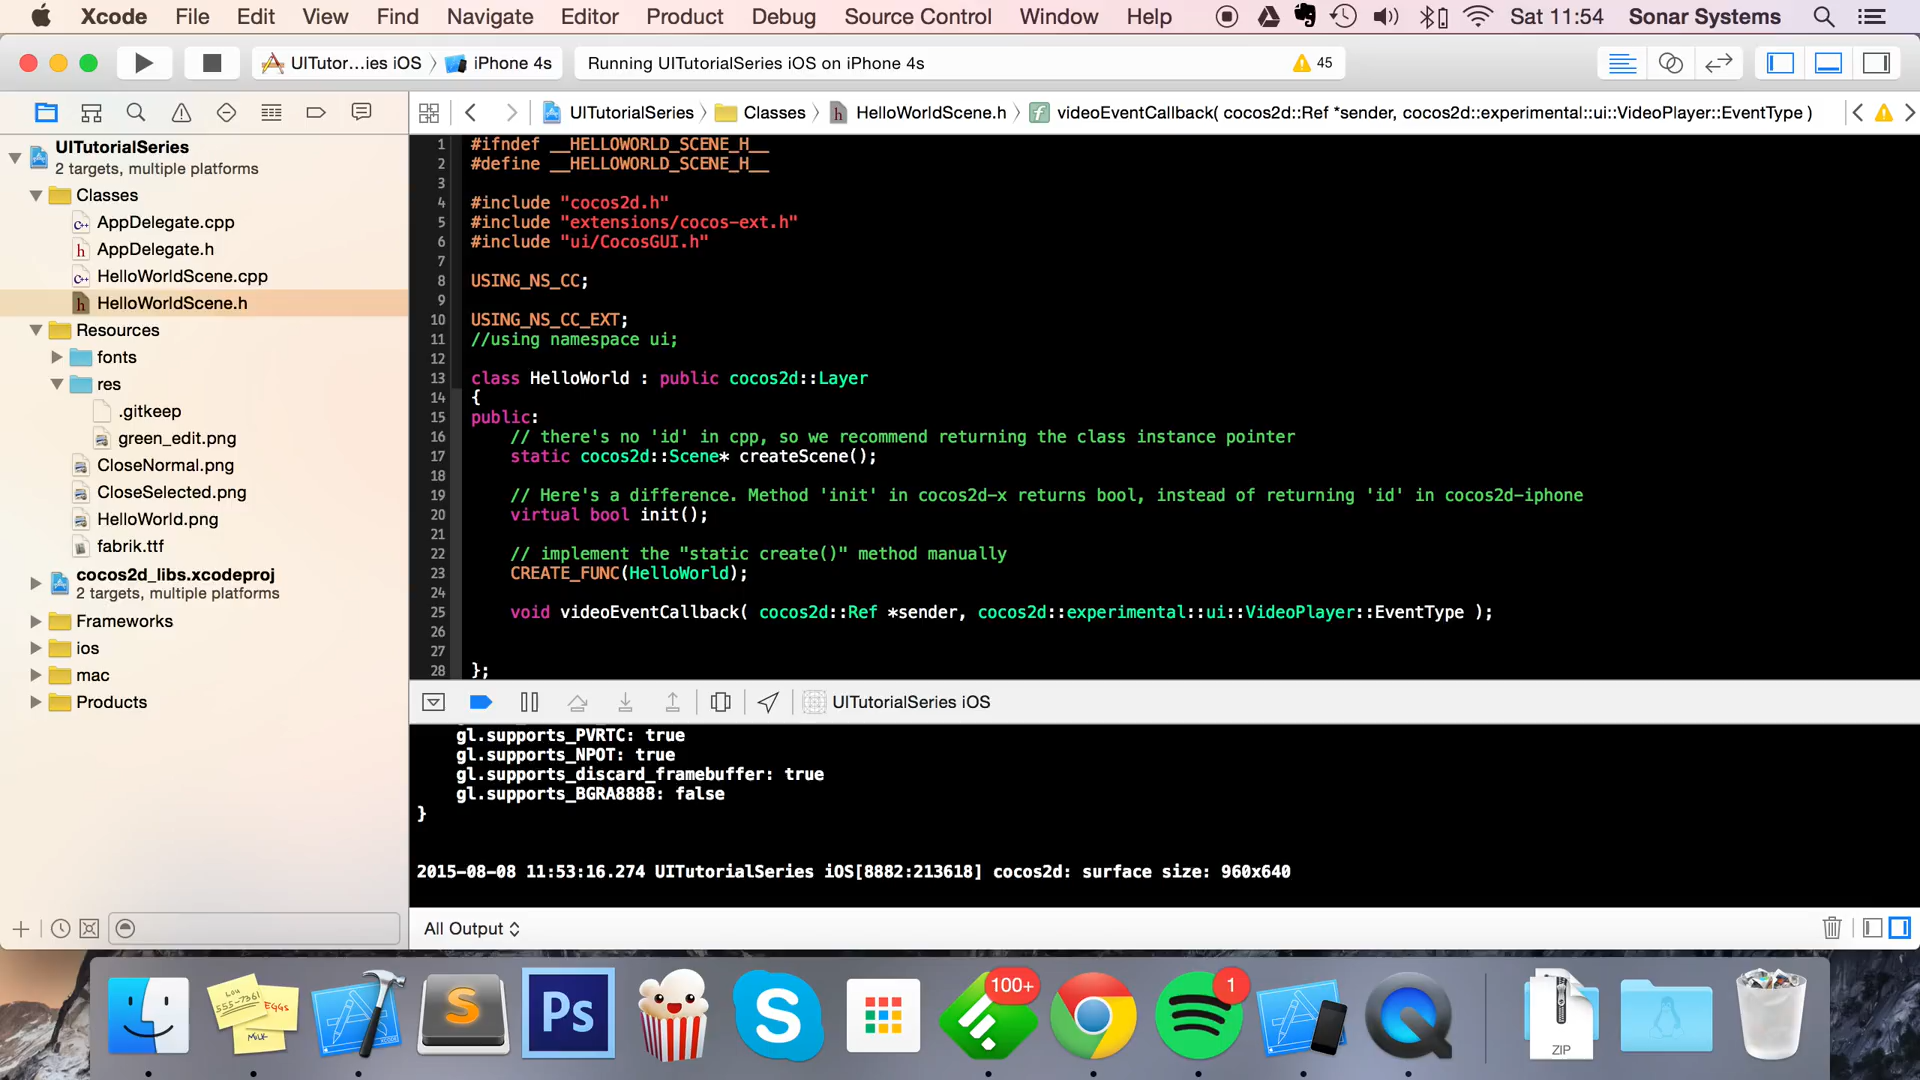 Xcode File Edit View Find Navigate Editor Product Debug Source Control Window Help Sat 11:54 Sonar Systems
UITutor...ies iOS iPhone 4s Running UITutorialSeries iOS on iPhone 4s 45
UITutorialSeries Classes HelloWorldScene.h f videoEventCallback( cocos2d::Ref *sender, cocos2d::experimental::ui::VideoPlayer::EventType )
UITutorialSeries
2 targets, multiple platforms
Classes
AppDelegate.cpp
AppDelegate.h
HelloWorldScene.cpp
HelloWorldScene.h
Resources
fonts
res
.gitkeep
green_edit.png
CloseNormal.png
CloseSelected.png
HelloWorld.png
fabrik.ttf
cocos2d_libs.xcodeproj
2 targets, multiple platforms
Frameworks
ios
mac
Products
1 #ifndef __HELLOWORLD_SCENE_H__
2 #define __HELLOWORLD_SCENE_H__
3
4 #include "cocos2d.h"
5 #include "extensions/cocos-ext.h"
6 #include "ui/CocosGUI.h"
7
8 USING_NS_CC;
9
10 USING_NS_CC_EXT;
11 //using namespace ui;
12
13 class HelloWorld : public cocos2d::Layer
14 {
15 public:
16 // there's no 'id' in cpp, so we recommend returning the class instance pointer
17 static cocos2d::Scene* createScene();
18
19 // Here's a difference. Method 'init' in cocos2d-x returns bool, instead of returning 'id' in cocos2d-iphone
20 virtual bool init();
21
22 // implement the "static create()" method manually
23 CREATE_FUNC(HelloWorld);
24
25 void videoEventCallback( cocos2d::Ref *sender, cocos2d::experimental::ui::VideoPlayer::EventType );
26
27
28 };
UITutorialSeries iOS
gl.supports_PVRTC: true
gl.supports_NPOT: true
gl.supports_discard_framebuffer: true
gl.supports_BGRA8888: false
}
2015-08-08 11:53:16.274 UITutorialSeries iOS[8882:213618] cocos2d: surface size: 960x640
All Output
LOU
555-7361
EGGS
MILK
S
Ps
S
100+
1
ZIP